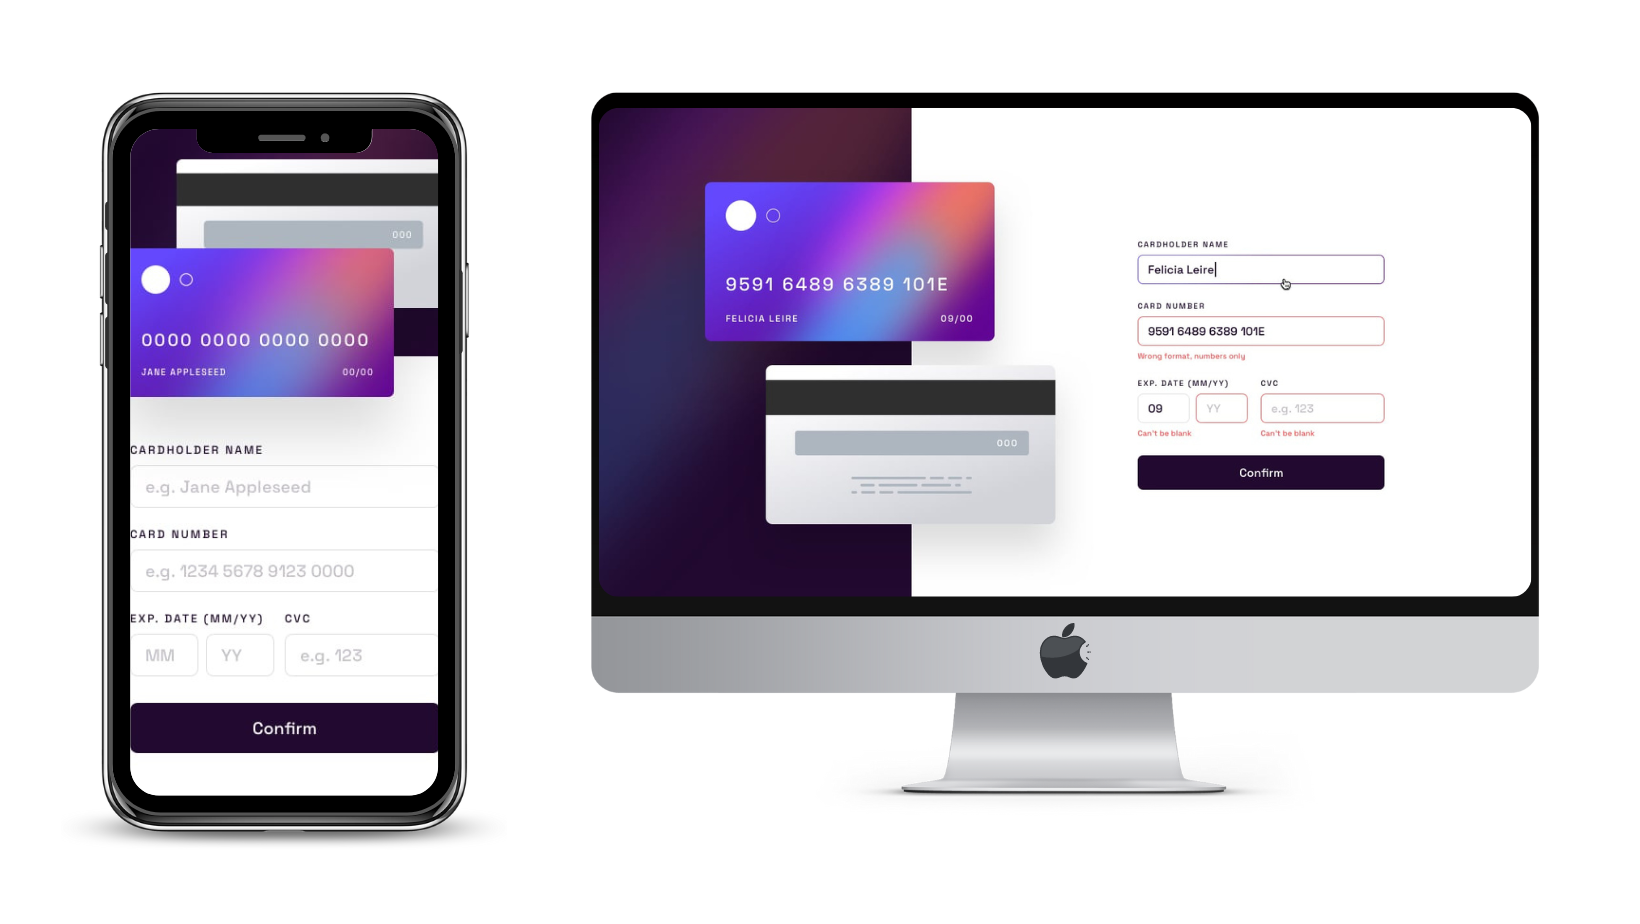 000
0000 0000 0000 0000
JANE APPLESEED 00/00
CARDHOLDER NAME
e.g. Jane Appleseed
CARD NUMBER
e.g. 1234 5678 9123 0000
EXP. DATE (MM/YY) CVC
MM YY e.g. 123
Confirm
9591 6489 6389 101E
FELICIA LEIRE 09/00
000
CARDHOLDER NAME
Felicia Leire
CARD NUMBER
9591 6489 6389 101E
Wrong format, numbers only
EXP. DATE (MM/YY) CVC
09 YY e.g. 123
Can't be blank Can't be blank
Confirm